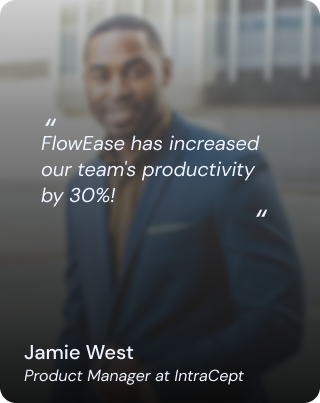 “
FlowEase has increased
our team's productivity
by 30%!
”
Jamie West
Product Manager at IntraCept